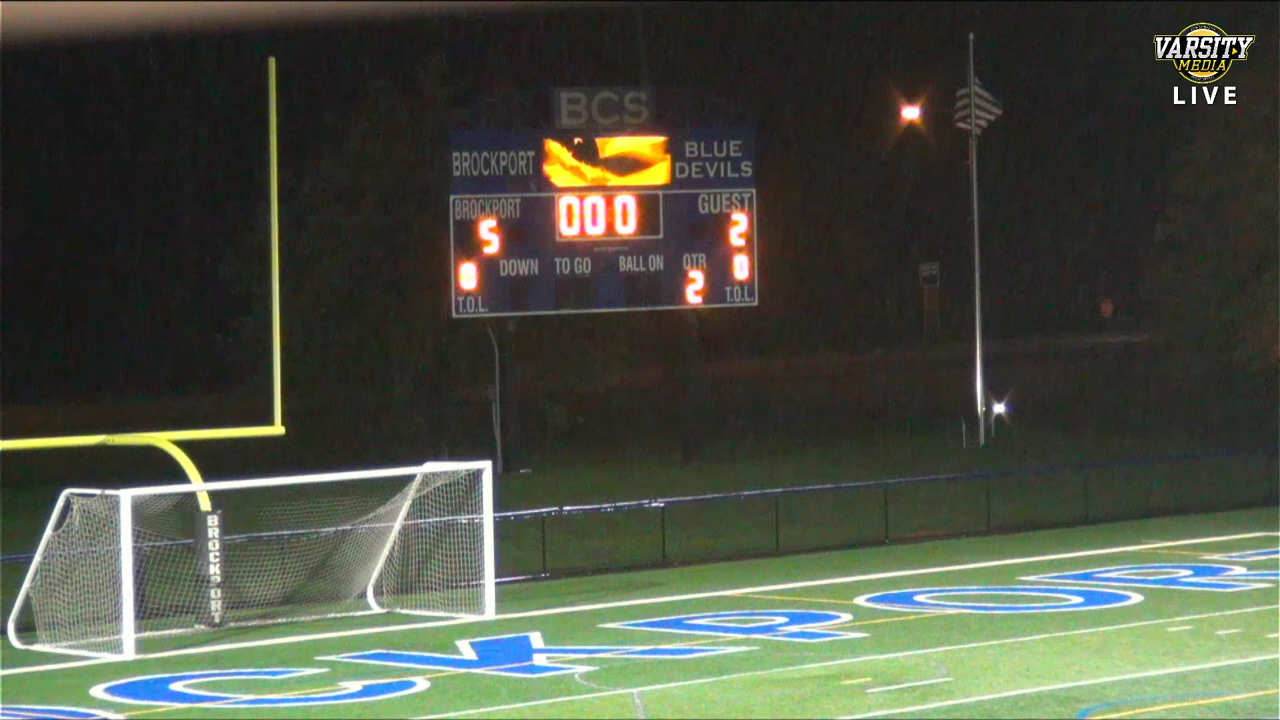 VARSITY
MEDIA
LIVE
BCS
BROCKPORT
BLUE
DEVILS
BROCKPORT 000 GUEST
5 2
DOWN TO GO BALL ON QTR
0 2 0
T.O.L. T.O.L.
BROCKPORT
CKPOR